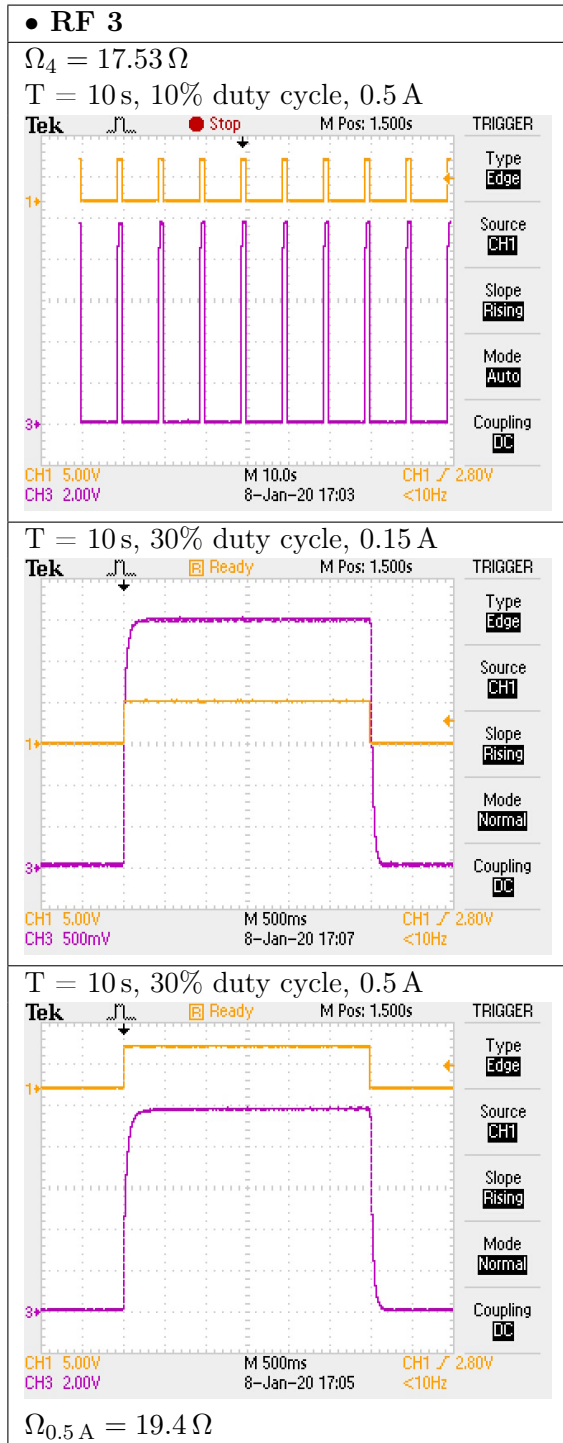 • RF 3
Ω4 = 17.53 Ω
T = 10 s, 10% duty cycle, 0.5 A
Tek Stop M Pos: 1.500s TRIGGER
Type
Edge
1
Source
CH1
Slope
Rising
Mode
Auto
3
Coupling
DC
CH1 5.00V M 10.0s CH1 2.80V
CH3 2.00V 8-Jan-20 17:03 <10Hz
T = 10 s, 30% duty cycle, 0.15 A
Tek R Ready M Pos: 1.500s TRIGGER
Type
Edge
Source
CH1
1
Slope
Rising
Mode
Normal
3
Coupling
DC
CH1 5.00V M 500ms CH1 2.80V
CH3 500mV 8-Jan-20 17:07 <10Hz
T = 10 s, 30% duty cycle, 0.5 A
Tek R Ready M Pos: 1.500s TRIGGER
Type
Edge
1
Source
CH1
Slope
Rising
Mode
Normal
3
Coupling
DC
CH1 5.00V M 500ms CH1 2.80V
CH3 2.00V 8-Jan-20 17:05 <10Hz
Ω0.5 A = 19.4 Ω